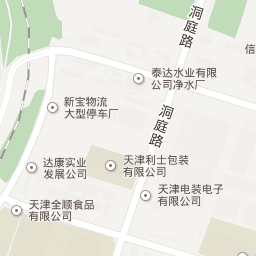 洞庭路
信
泰达水业有限
公司净水厂
新宝物流
大型停车厂
洞庭路
达康实业
发展公司
天津利士包装
有限公司
天津电装电子
有限公司
天津全顺食品
有限公司